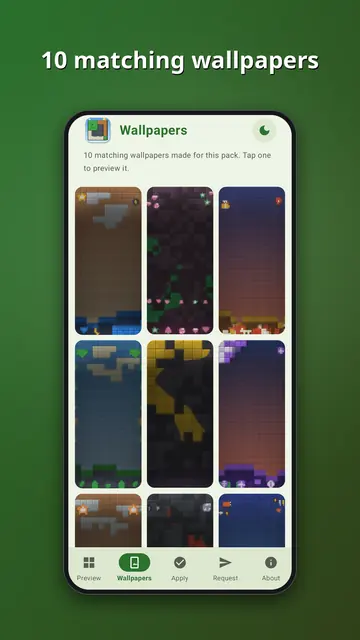 10 matching wallpapers
Wallpapers
10 matching wallpapers made for this pack. Tap one
to preview it.
Preview
Wallpapers
Apply
Request
About